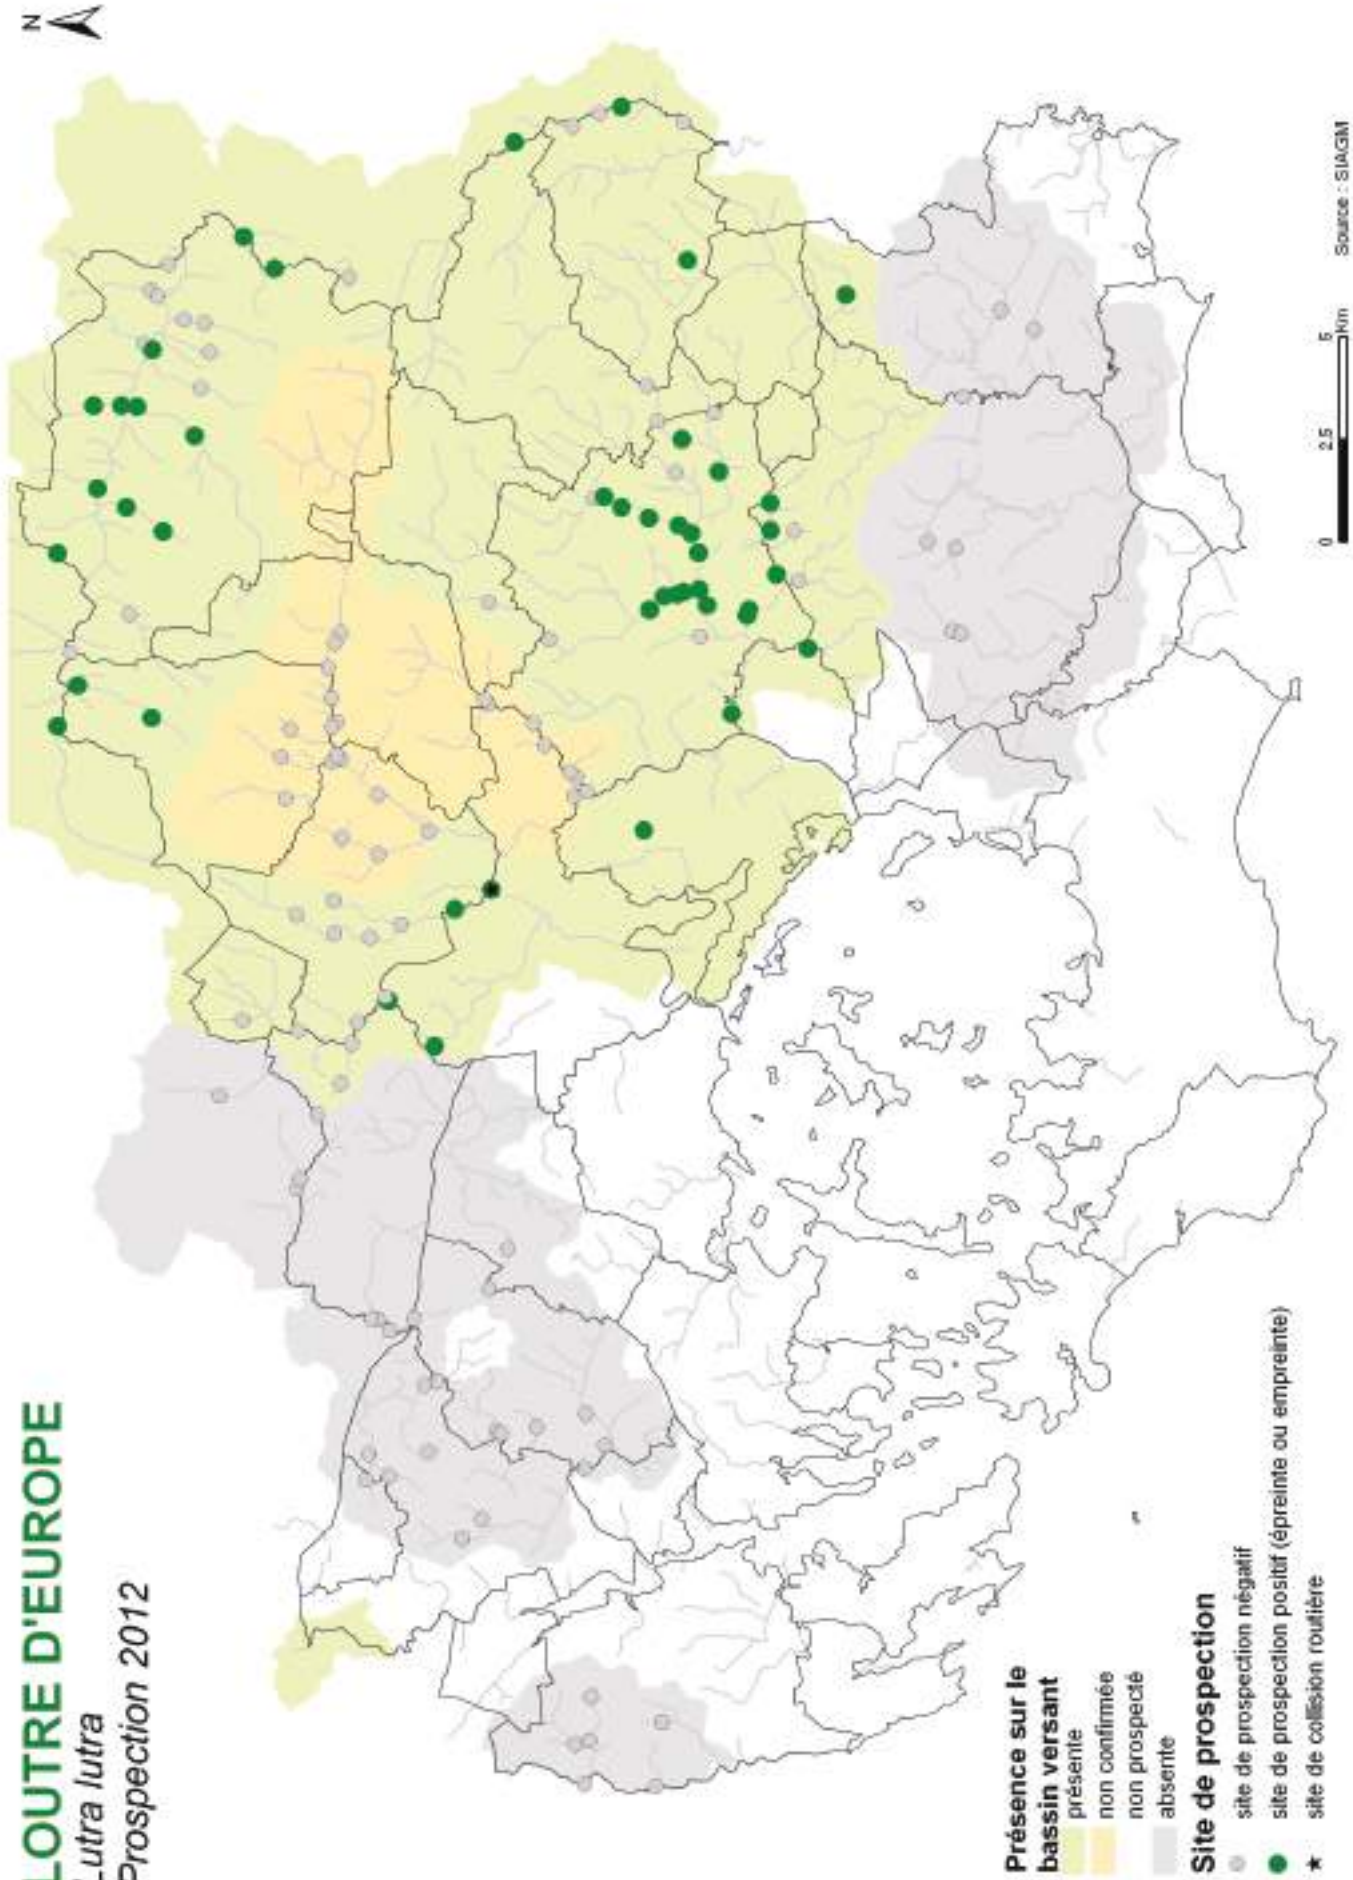 LOUTRE D'EUROPE
Lutra lutra
Prospection 2012
N
Présence sur le
bassin versant
présente
non confirmée
non prospecté
absente
Site de prospection
site de prospection négatif
site de prospection positif (épreinte ou empreinte)
site de collision routière
0 2.5 5
Km
Source : SIAGM